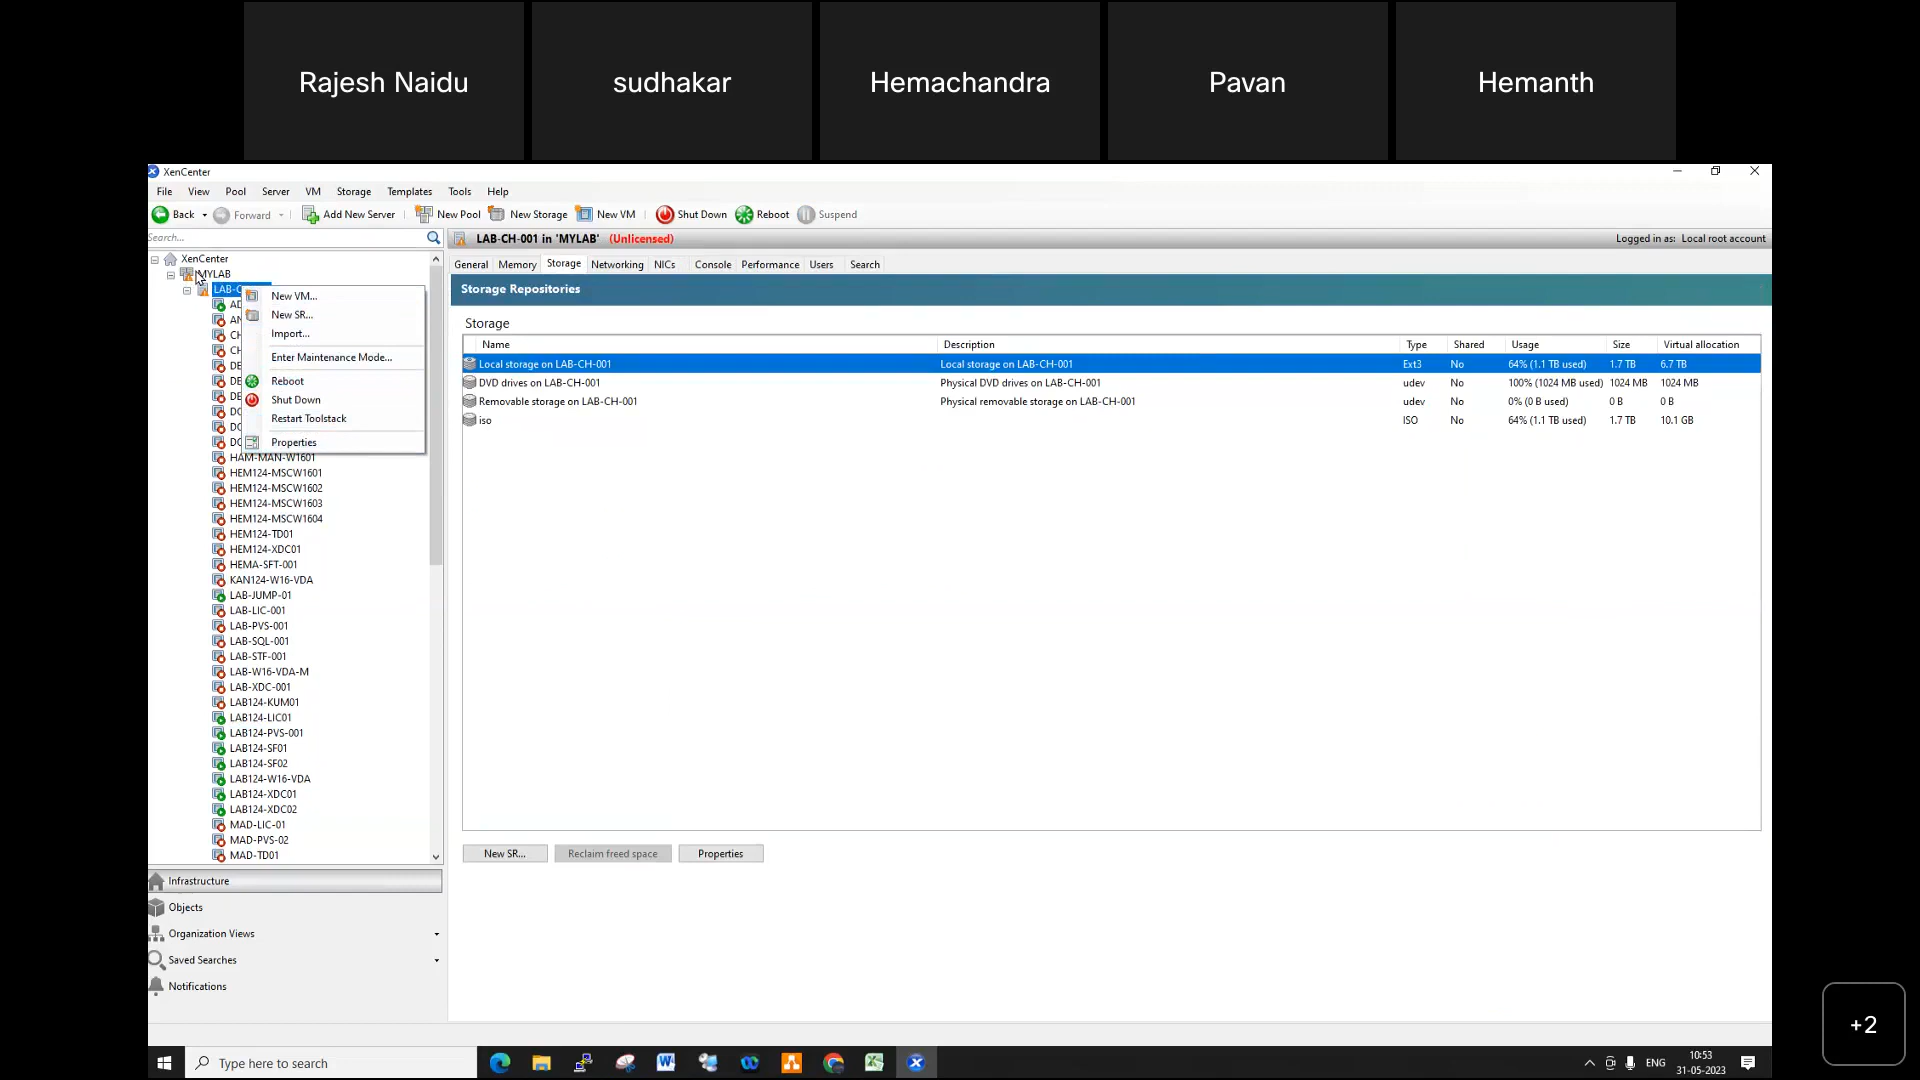 Rajesh Naidu
sudhakar
Hemachandra
Pavan
Hemanth
XenCenter
File View Pool Server VM Storage Templates Tools Help
Back Forward Add New Server New Pool New Storage New VM Shut Down Reboot Suspend
Search...
LAB-CH-001 in 'MYLAB' (Unlicensed)
Logged in as: Local root account
General Memory Storage Networking NICs Console Performance Users Search
XenCenter
MYLAB
New VM...
New SR...
Import...
Enter Maintenance Mode...
Reboot
Shut Down
Restart Toolstack
Properties
HAM-MAN-W1601
HEM124-MSCW1601
HEM124-MSCW1602
HEM124-MSCW1603
HEM124-MSCW1604
HEM124-TD01
HEM124-XDC01
HEMA-SFT-001
KAN124-W16-VDA
LAB-JUMP-01
LAB-LIC-001
LAB-PVS-001
LAB-SQL-001
LAB-STF-001
LAB-W16-VDA-M
LAB-XDC-001
LAB124-KUM01
LAB124-LIC01
LAB124-PVS-001
LAB124-SF01
LAB124-SF02
LAB124-W16-VDA
LAB124-XDC01
LAB124-XDC02
MAD-LIC-01
MAD-PVS-02
MAD-TD01
Infrastructure
Objects
Organization Views
Saved Searches
Notifications
Storage Repositories
Storage
Name Description Type Shared Usage Size Virtual allocation
Local storage on LAB-CH-001 Local storage on LAB-CH-001 Ext3 No 64% (1.1 TB used) 1.7 TB 6.7 TB
DVD drives on LAB-CH-001 Physical DVD drives on LAB-CH-001 udev No 100% (1024 MB used) 1024 MB 1024 MB
Removable storage on LAB-CH-001 Physical removable storage on LAB-CH-001 udev No 0% (0 B used) 0 B 0 B
iso ISO No 64% (1.1 TB used) 1.7 TB 10.1 GB
New SR... Reclaim freed space Properties
+2
Type here to search
ENG
10:53
31-05-2023